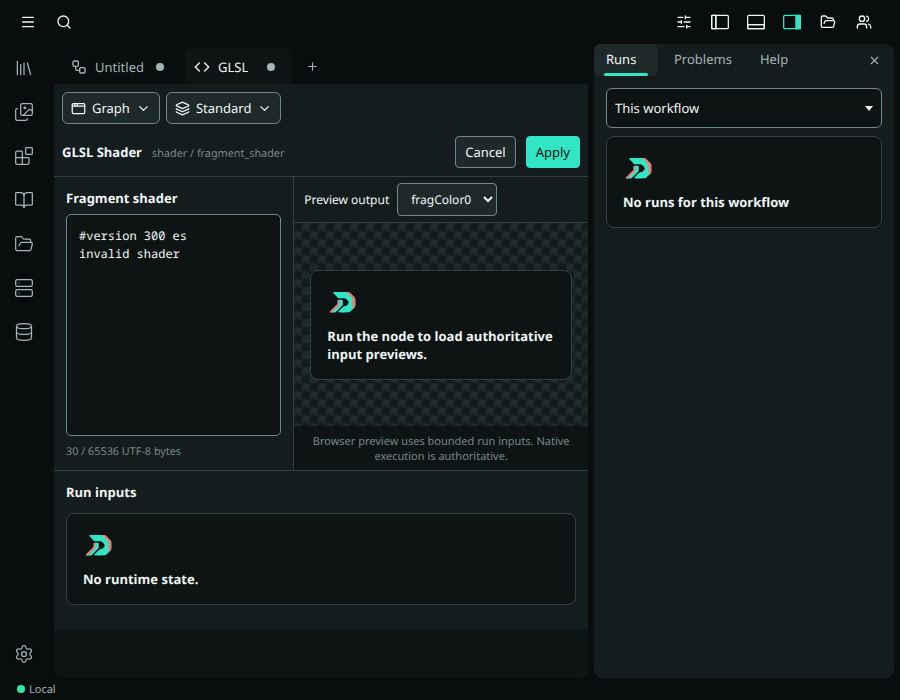 Untitled
GLSL
Runs
Problems
Help
Graph
Standard
This workflow
GLSL Shader
shader / fragment_shader
Cancel
Apply
No runs for this workflow
Fragment shader
Preview output
fragColor0
#version 300 es
invalid shader
Run the node to load authoritative
input previews.
30 / 65536 UTF-8 bytes
Browser preview uses bounded run inputs. Native
execution is authoritative.
Run inputs
No runtime state.
Local